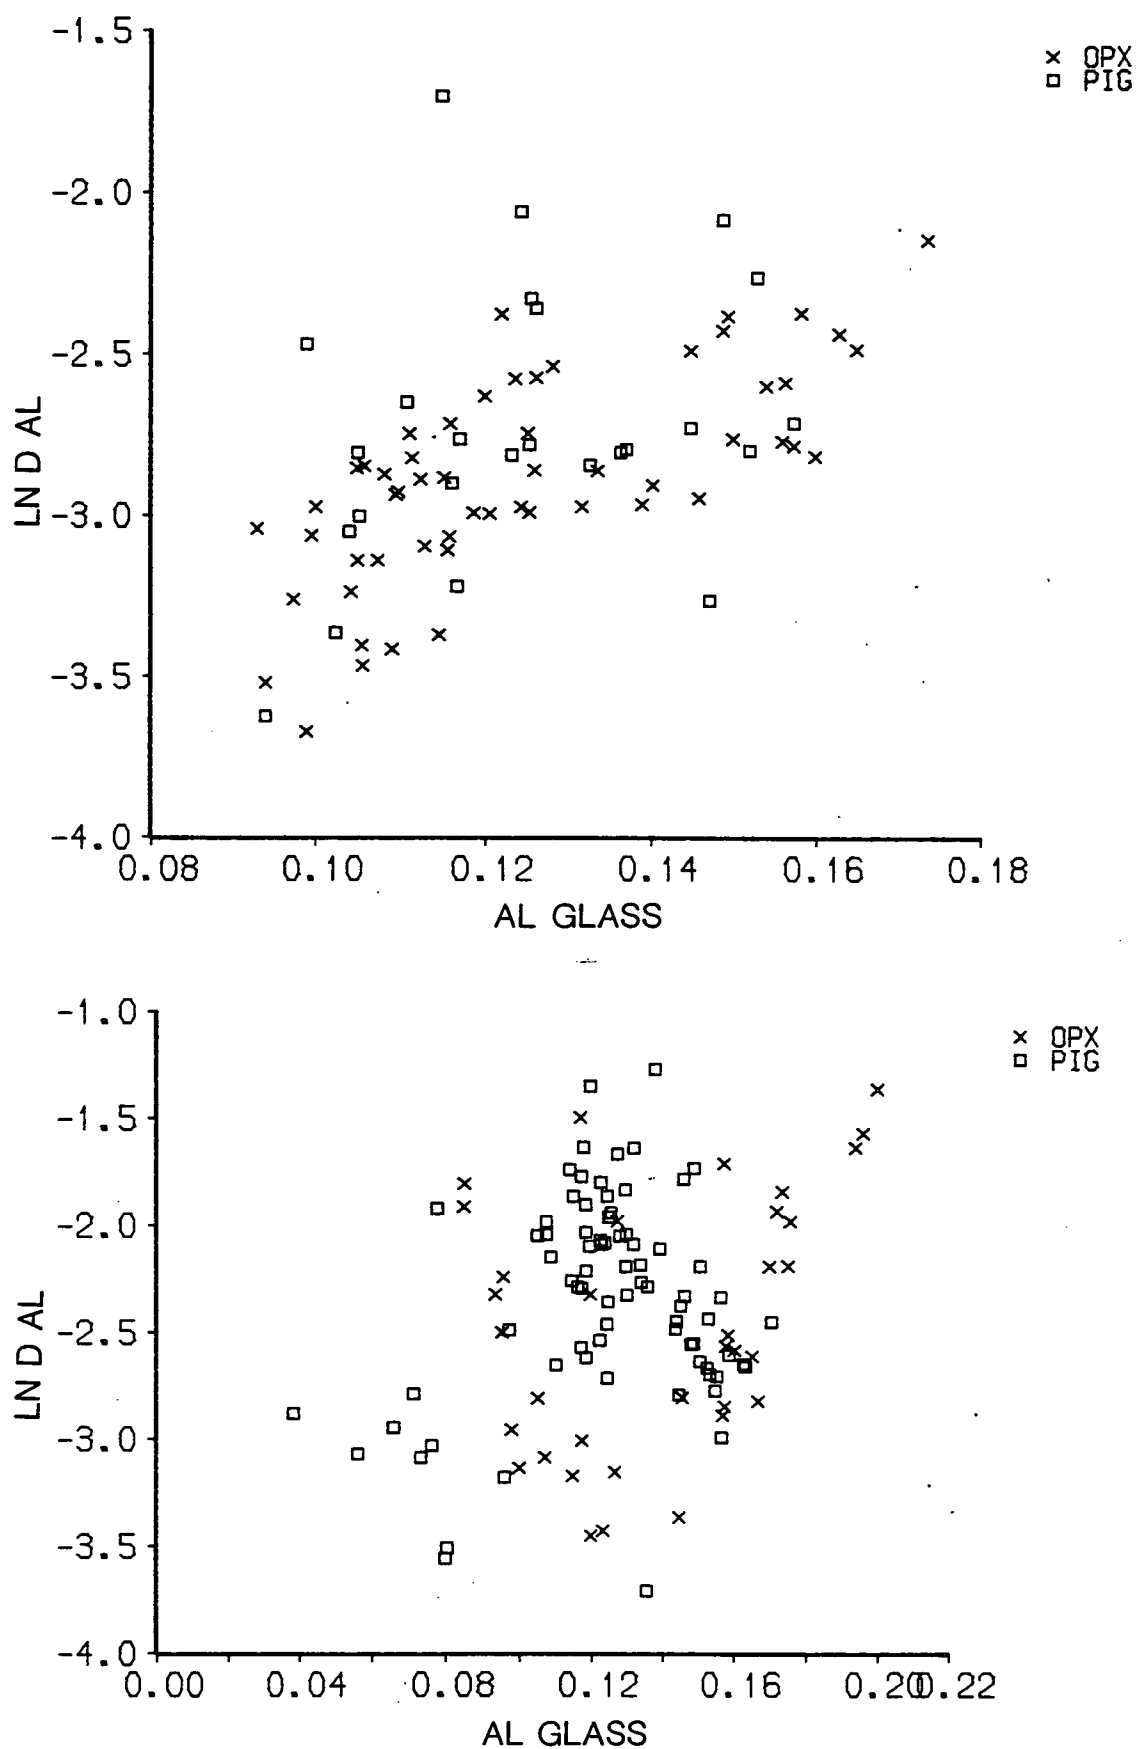 -1.5
× OPX
□ PIG
-2.0
-2.5
LN D AL
-3.0
-3.5
-4.0
0.08 0.10 0.12 0.14 0.16 0.18
AL GLASS
-1.0
× OPX
□ PIG
-1.5
-2.0
-2.5
LN D AL
-3.0
-3.5
-4.0
0.00 0.04 0.08 0.12 0.16 0.20 0.22
AL GLASS